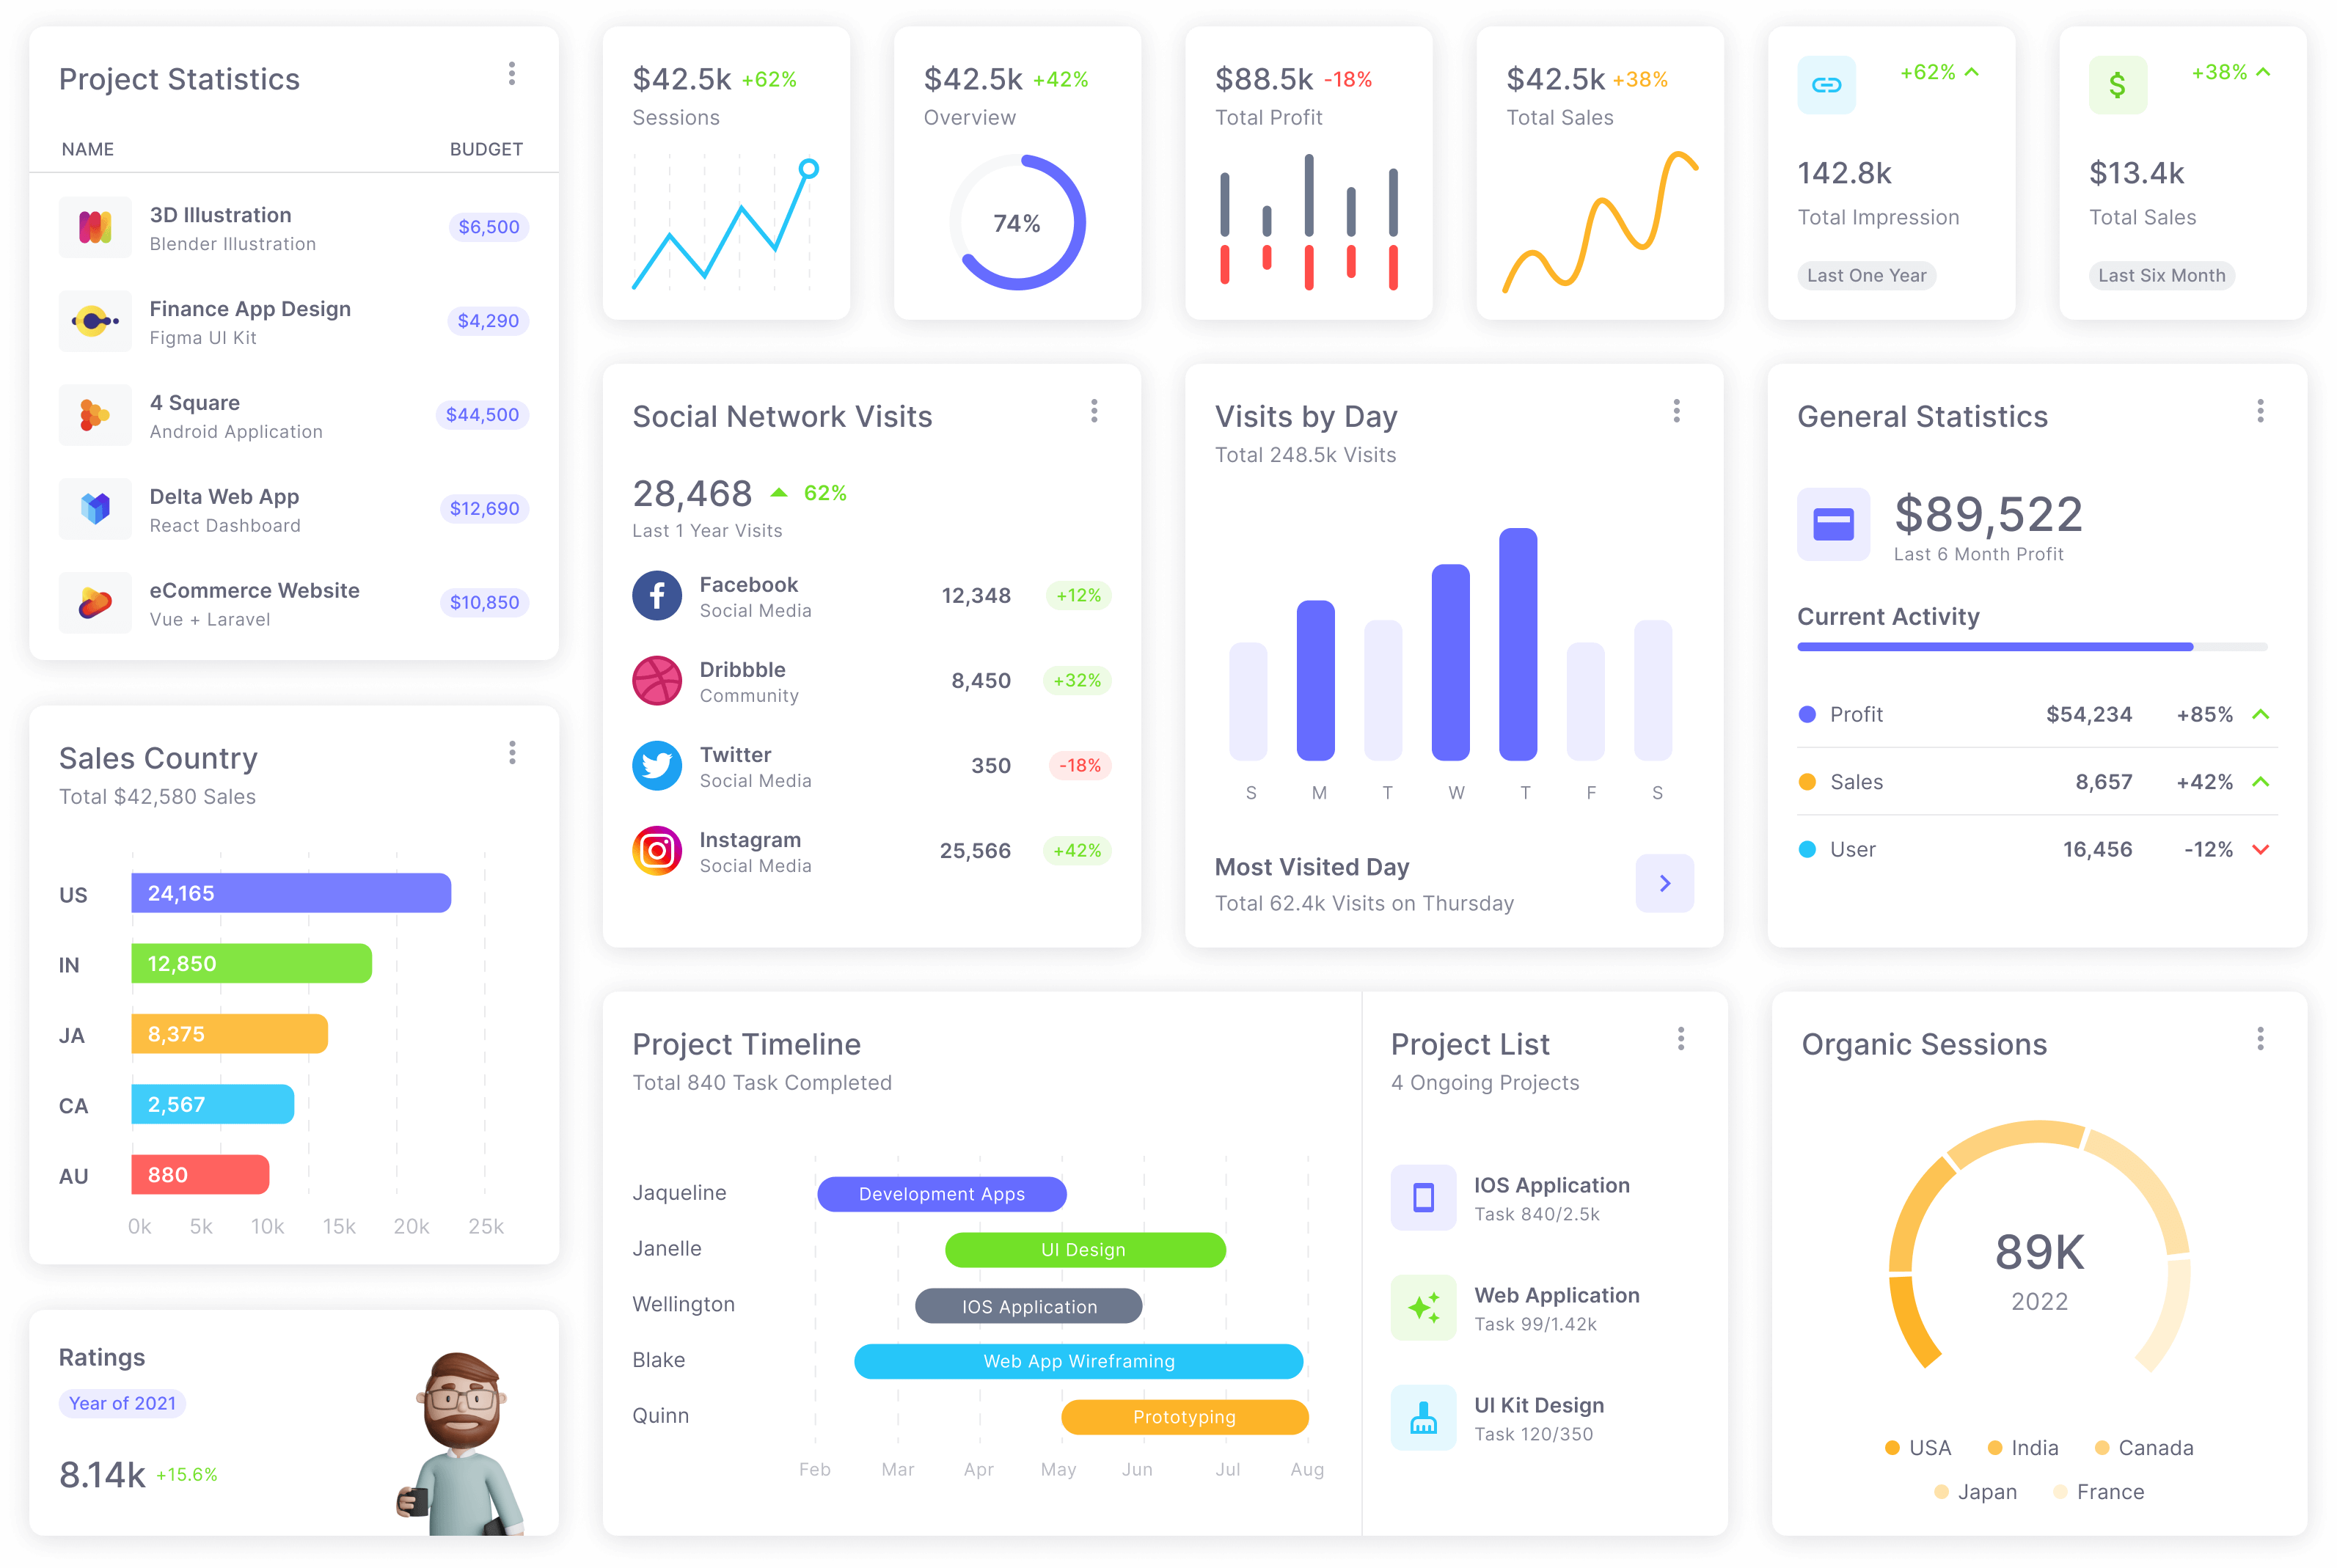 Project Statistics
NAME BUDGET
3D Illustration
Blender Illustration
$6,500
Finance App Design
Figma UI Kit
$4,290
4 Square
Android Application
$44,500
Delta Web App
React Dashboard
$12,690
eCommerce Website
Vue + Laravel
$10,850
$42.5k +62%
Sessions
$42.5k +42%
Overview
74%
$88.5k -18%
Total Profit
$42.5k +38%
Total Sales
+62%
142.8k
Total Impression
Last One Year
+38%
$13.4k
Total Sales
Last Six Month
Social Network Visits
28,468 62%
Last 1 Year Visits
Facebook
Social Media
12,348 +12%
Dribbble
Community
8,450 +32%
Twitter
Social Media
350 -18%
Instagram
Social Media
25,566 +42%
Visits by Day
Total 248.5k Visits
S M T W T F S
Most Visited Day
Total 62.4k Visits on Thursday
General Statistics
$89,522
Last 6 Month Profit
Current Activity
Profit $54,234 +85%
Sales 8,657 +42%
User 16,456 -12%
Sales Country
Total $42,580 Sales
US 24,165
IN 12,850
JA 8,375
CA 2,567
AU 880
0k 5k 10k 15k 20k 25k
Ratings
Year of 2021
8.14k +15.6%
Project Timeline
Total 840 Task Completed
Jaqueline Development Apps
Janelle UI Design
Wellington IOS Application
Blake Web App Wireframing
Quinn Prototyping
Feb Mar Apr May Jun Jul Aug
Project List
4 Ongoing Projects
IOS Application
Task 840/2.5k
Web Application
Task 99/1.42k
UI Kit Design
Task 120/350
Organic Sessions
89K
2022
USA India Canada
Japan France